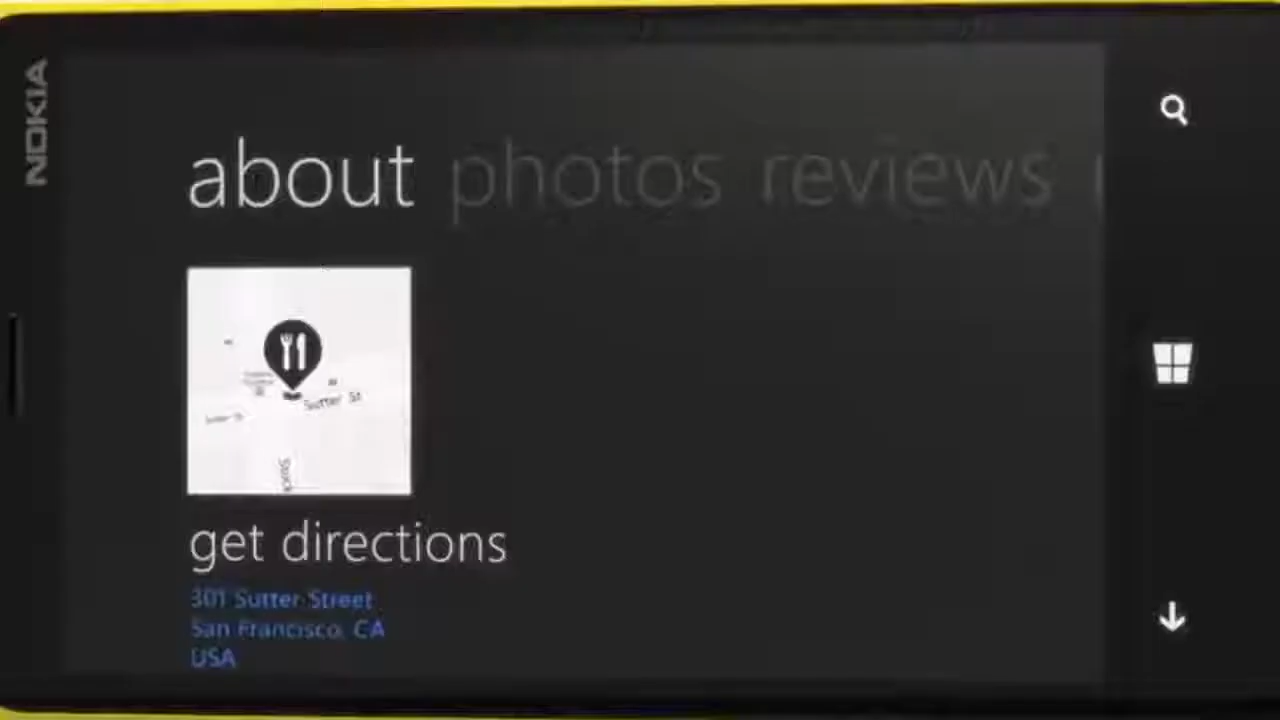 NOKIA
about photos reviews
Sutter St
get directions
301 Sutter Street
San Francisco, CA
USA